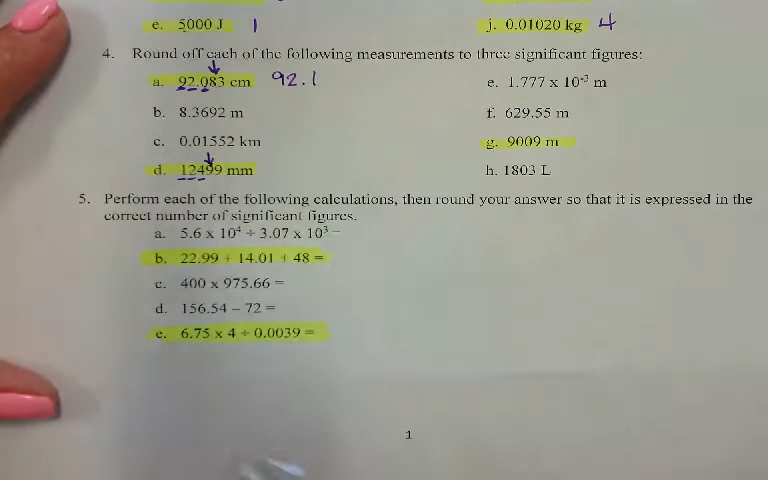 e. 5000 J 1
j. 0.01020 kg 4
4. Round off each of the following measurements to three significant figures:
a. 92.083 cm 92.1
e. 1.777 x 10⁻³ m
b. 8.3692 m
f. 629.55 m
c. 0.01552 km
g. 9009 m
d. 12499 mm
h. 1803 L
5. Perform each of the following calculations, then round your answer so that it is expressed in the
correct number of significant figures.
a. 5.6 x 10⁴ ÷ 3.07 x 10³ =
b. 22.99 + 14.01 + 48 =
c. 400 x 975.66 =
d. 156.54 – 72 =
e. 6.75 x 4 ÷ 0.0039 =
1